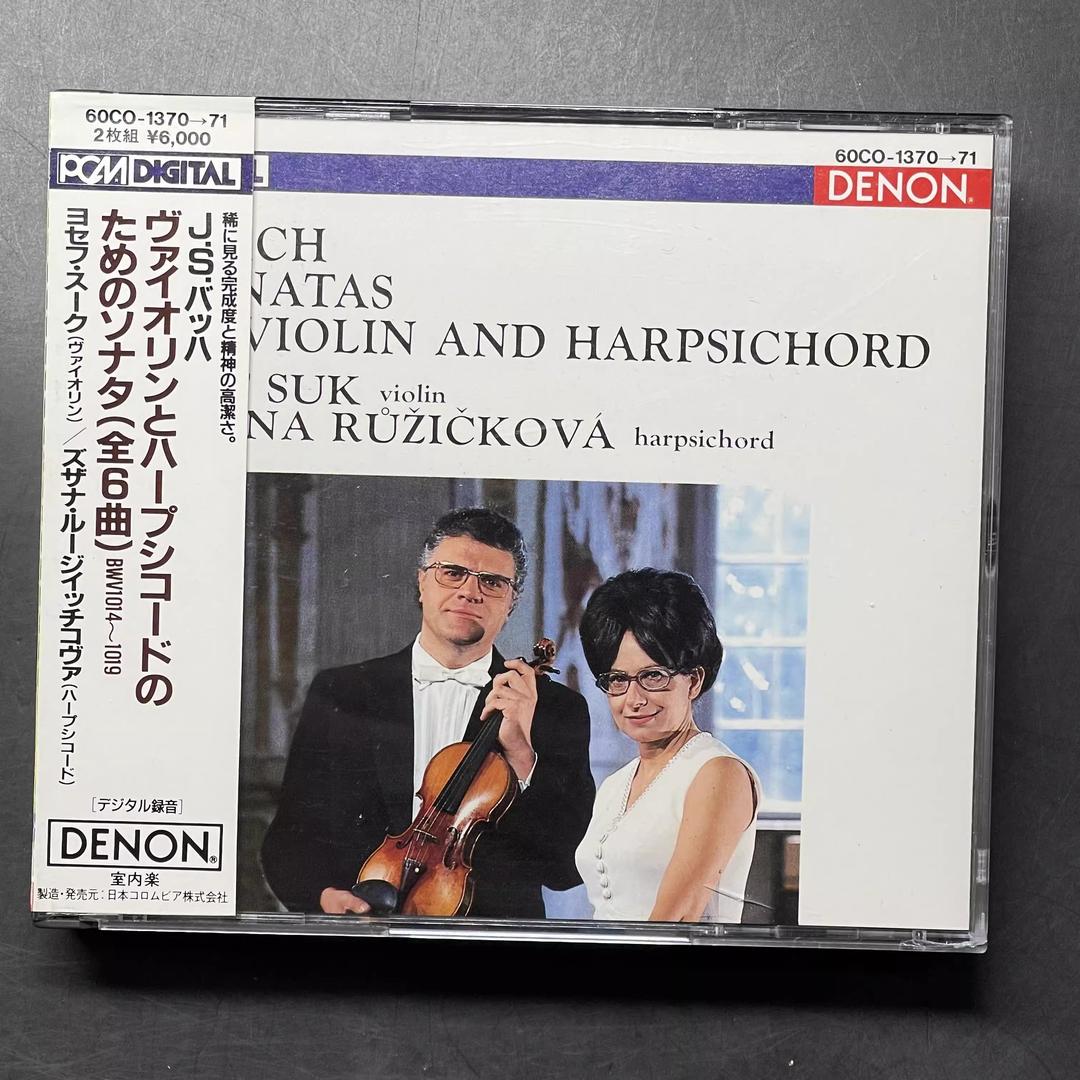 60CO-1370→71
2枚組 ¥6,000
PCM DIGITAL
稀に見る完成度と精神の高潔さ。
J.S.バッハ
ヴァイオリンとハープシコードの
ためのソナタ(全6曲) BWV1014〜1019
ヨセフ・スーク(ヴァイオリン)/ズザナ・ルージイッチコヴァ(ハープシコード)
[デジタル録音]
DENON®
室内楽
製造・発売元:日本コロムビア株式会社
60CO-1370→71
DENON®
CH
NATAS
VIOLIN AND HARPSICHORD
SUK violin
NA RŮŽIČKOVÁ harpsichord